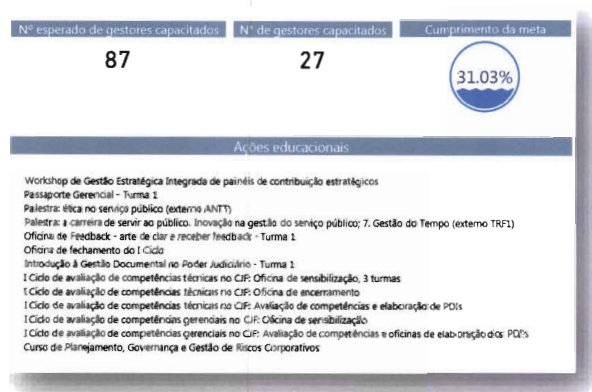 Nº esperado de gestores capacitados
Nº de gestores capacitados
Cumprimento da meta
87
27
31.03%
Ações educacionais
Workshop de Gestão Estratégica Integrada de painéis de contribuição estratégicos
Passaporte Gerencial - Turma 1
Palestra: ética no serviço público (externo ANTT)
Palestra: a carreira de servir ao público. Inovação na gestão do serviço público; 7. Gestão do Tempo (externo TRF1)
Oficina de Feedback - arte de dar e receber feedback - Turma 1
Oficina de fechamento do I Ciclo
Introdução à Gestão Documental no Poder Judiciário - Turma 1
I Ciclo de avaliação de competências técnicas no CJF: Oficina de sensibilização, 3 turmas
I Ciclo de avaliação de competências técnicas no CJF: Oficina de encerramento
I Ciclo de avaliação de competências técnicas no CJF: Avaliação de competências e elaboração de PDIs
I Ciclo de avaliação de competências gerenciais no CJF: Oficina de sensibilização
I Ciclo de avaliação de competências gerenciais no CJF: Avaliação de competências e oficinas de elaboração dos PDI's
Curso de Planejamento, Governança e Gestão de Riscos Corporativos